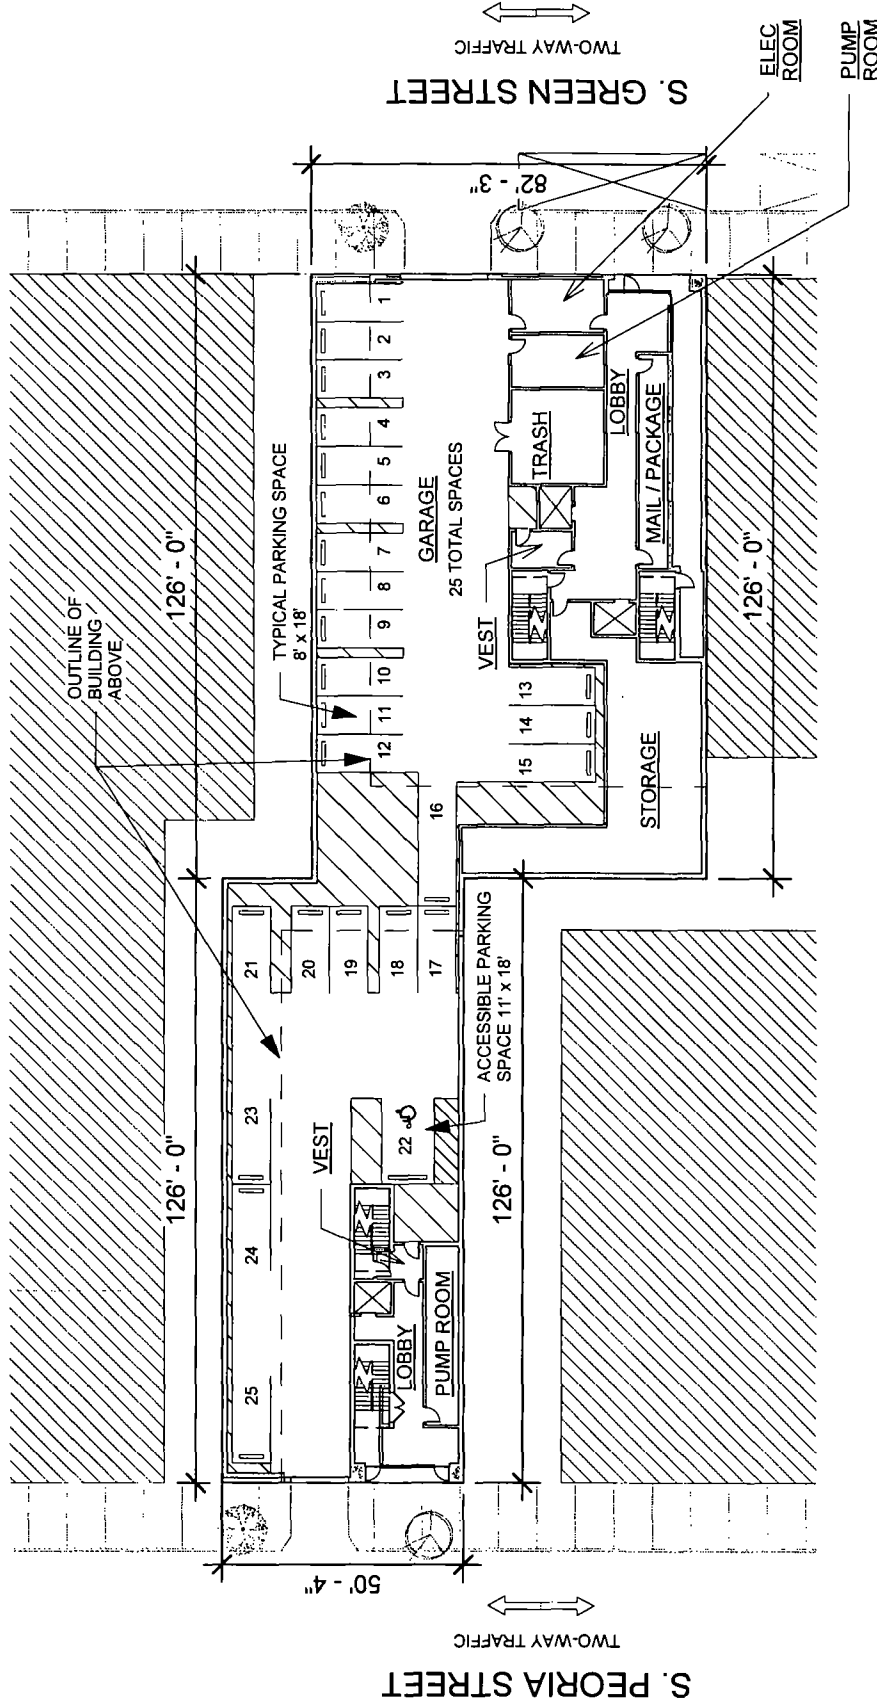 S. GREEN STREET
TWO-WAY TRAFFIC
ELEC
ROOM
PUMP
ROOM
82' - 3"
126' - 0"
OUTLINE OF
BUILDING
ABOVE
126' - 0"
TYPICAL PARKING SPACE
8' x 18'
1
2
3
4
5
6
7
8
9
10
11
12
GARAGE
25 TOTAL SPACES
TRASH
LOBBY
MAIL / PACKAGE
VEST
13
14
15
16
STORAGE
126' - 0"
21
20
19
18
17
ACCESSIBLE PARKING
SPACE 11' x 18'
22
23
24
25
VEST
LOBBY
PUMP ROOM
126' - 0"
50' - 4"
TWO-WAY TRAFFIC
S. PEORIA STREET